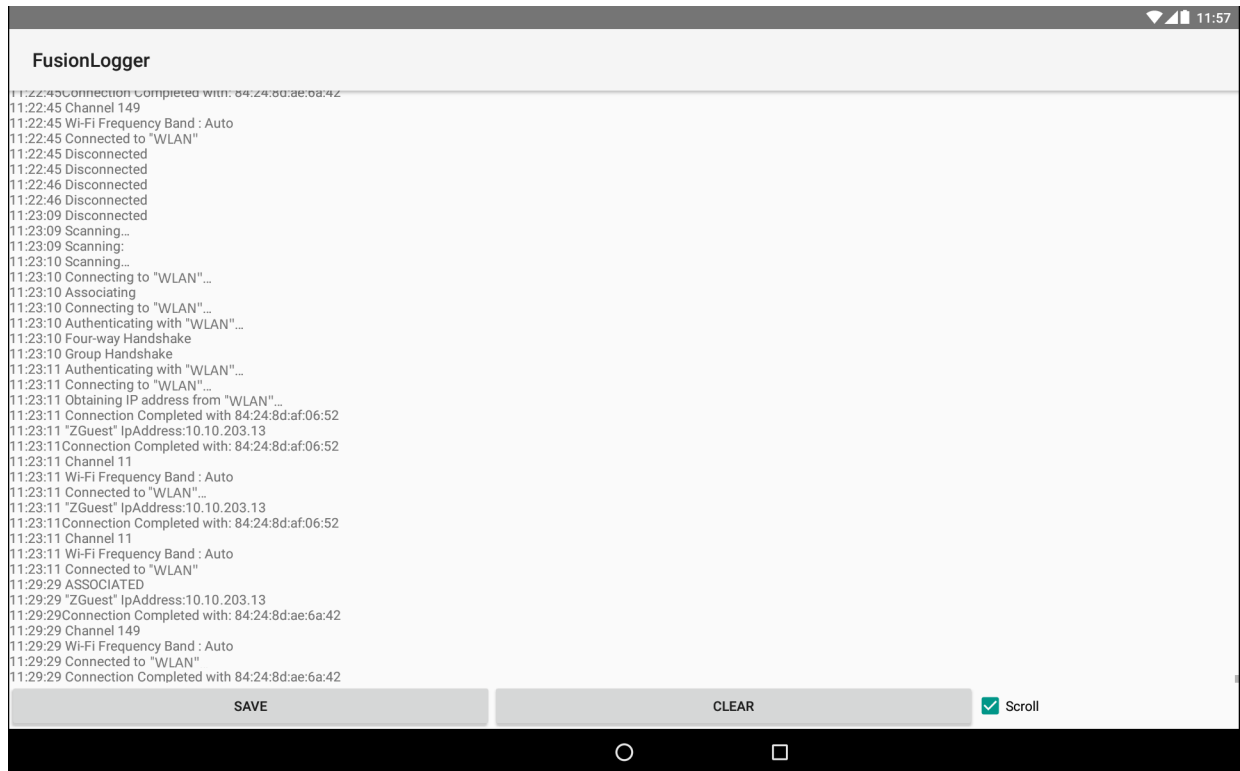 11:57
FusionLogger
11:22:45Connection Completed with: 84:24:8d:ae:6a:42
11:22:45 Channel 149
11:22:45 Wi-Fi Frequency Band : Auto
11:22:45 Connected to "WLAN"
11:22:45 Disconnected
11:22:45 Disconnected
11:22:46 Disconnected
11:22:46 Disconnected
11:23:09 Disconnected
11:23:09 Scanning…
11:23:09 Scanning:
11:23:10 Scanning…
11:23:10 Connecting to "WLAN"…
11:23:10 Associating
11:23:10 Connecting to "WLAN"…
11:23:10 Authenticating with "WLAN"…
11:23:10 Four-way Handshake
11:23:10 Group Handshake
11:23:11 Authenticating with "WLAN"…
11:23:11 Connecting to "WLAN"…
11:23:11 Obtaining IP address from "WLAN"…
11:23:11 Connection Completed with 84:24:8d:af:06:52
11:23:11 "ZGuest" IpAddress:10.10.203.13
11:23:11Connection Completed with: 84:24:8d:af:06:52
11:23:11 Channel 11
11:23:11 Wi-Fi Frequency Band : Auto
11:23:11 Connected to "WLAN"…
11:23:11 "ZGuest" IpAddress:10.10.203.13
11:23:11Connection Completed with: 84:24:8d:af:06:52
11:23:11 Channel 11
11:23:11 Wi-Fi Frequency Band : Auto
11:23:11 Connected to "WLAN"
11:29:29 ASSOCIATED
11:29:29 "ZGuest" IpAddress:10.10.203.13
11:29:29Connection Completed with: 84:24:8d:ae:6a:42
11:29:29 Channel 149
11:29:29 Wi-Fi Frequency Band : Auto
11:29:29 Connected to "WLAN"
11:29:29 Connection Completed with 84:24:8d:ae:6a:42
SAVE CLEAR Scroll